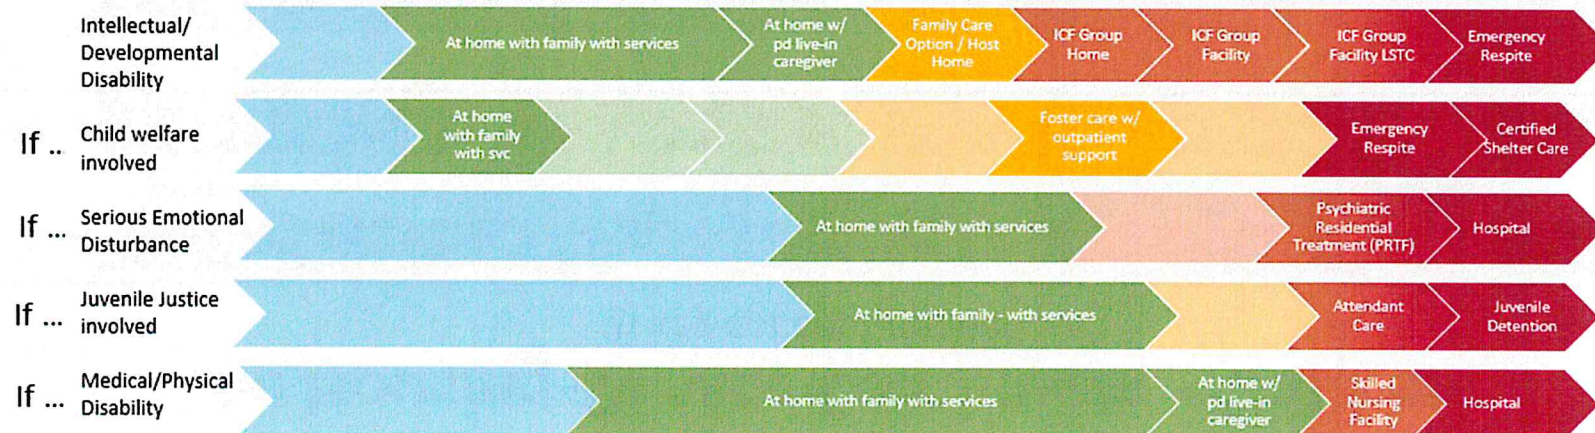 Intellectual/
Developmental
Disability
At home with family with services
At home w/
pd live-in
caregiver
Family Care
Option / Host
Home
ICF Group
Home
ICF Group
Facility
ICF Group
Facility LSTC
Emergency
Respite
If ...
Child welfare
involved
At home
with family
with svc
Foster care w/
outpatient
support
Emergency
Respite
Certified
Shelter Care
If ...
Serious Emotional
Disturbance
At home with family with services
Psychiatric
Residential
Treatment (PRTF)
Hospital
If ...
Juvenile Justice
involved
At home with family - with services
Attendant
Care
Juvenile
Detention
If ...
Medical/Physical
Disability
At home with family with services
At home w/
pd live-in
caregiver
Skilled
Nursing
Facility
Hospital